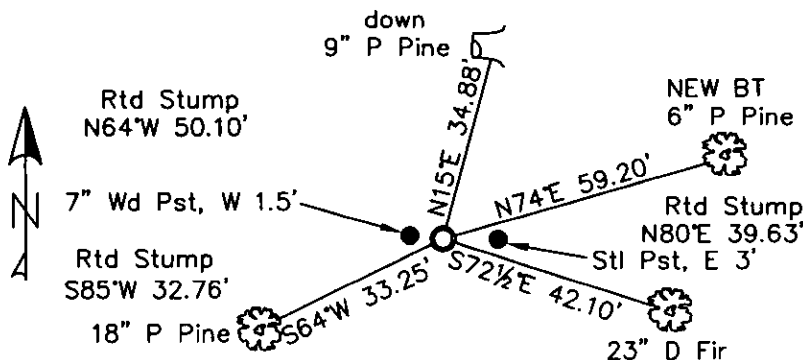 down
9" P Pine
Rtd Stump
N64°W 50.10'
N15°E 34.88'
NEW BT
6" P Pine
N74°E 59.20'
N
7" Wd Pst, W 1.5'
Rtd Stump
N80°E 39.63'
Stl Pst, E 3'
Rtd Stump
S85°W 32.76'
S64°W 33.25'
S72½°E 42.10'
18" P Pine
23" D Fir